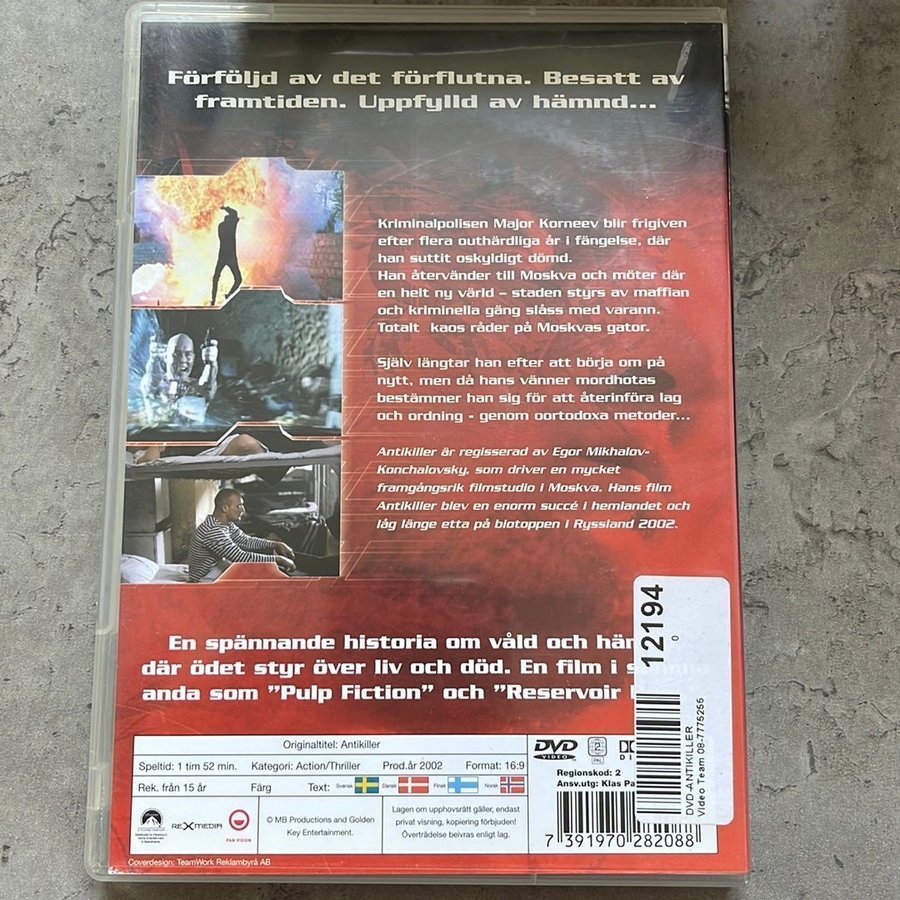 Förföljd av det förflutna. Besatt av
framtiden. Uppfylld av hämnd...
Kriminalpolisen Major Korneev blir frigiven
efter flera outhärdliga år i fängelse, där
han suttit oskyldigt dömd.
Han återvänder till Moskva och möter där
en helt ny värld – staden styrs av maffian
och kriminella gäng slåss med varann.
Totalt kaos råder på Moskvas gator.
Själv längtar han efter att börja om på
nytt, men då hans vänner mordhotas
bestämmer han sig för att återinföra lag
och ordning - genom oortodoxa metoder...
Antikiller är regisserad av Egor Mikhalov-
Konchalovsky, som driver en mycket
framgångsrik filmstudio i Moskva. Hans film
Antikiller blev en enorm succé i hemlandet och
låg länge etta på biotoppen i Ryssland 2002.
En spännande historia om våld och
där ödet styr över liv och död. En film i
anda som "Pulp Fiction" och "Reservoir
12194
0
DVD-ANTIKILLER
Video Team 08-7775255
Originaltitel: Antikiller
Speltid: 1 tim 52 min. Kategori: Action/Thriller Prod.år 2002 Format: 16:9
Rek. från 15 år Färg Text: Svensk Dansk Finsk Norsk
DVD VIDEO 2 PAL
Regionskod: 2
Ansv.utg: Klas
REXMEDIA PAN VISION
© MB Productions and Golden
Key Entertainment.
Lagen om upphovsrätt gäller, endast
privat visning, kopiering förbjuden!
Överträdelse beivras enligt lag.
7 391970 282088
Coverdesign: TeamWork Reklambyrå AB